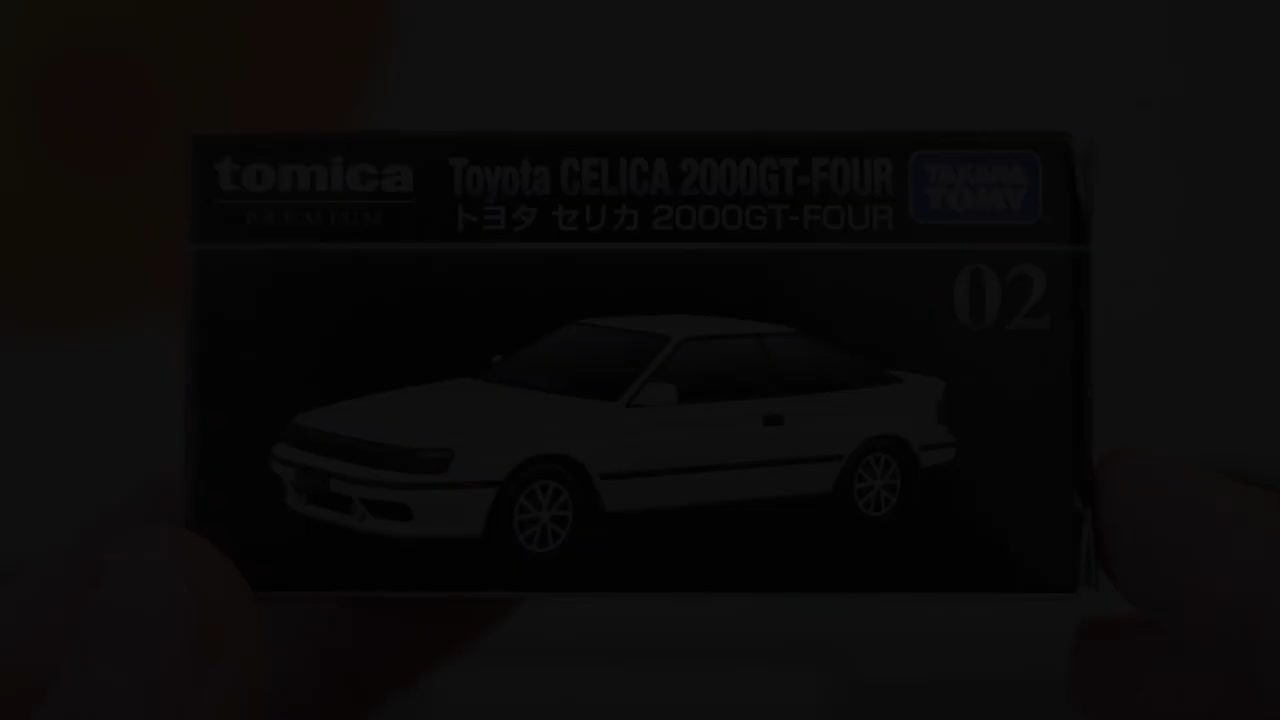 tomica
PREMIUM
Toyota CELICA 2000GT-FOUR
トヨタ セリカ 2000GT-FOUR
TAKARA
TOMY
02